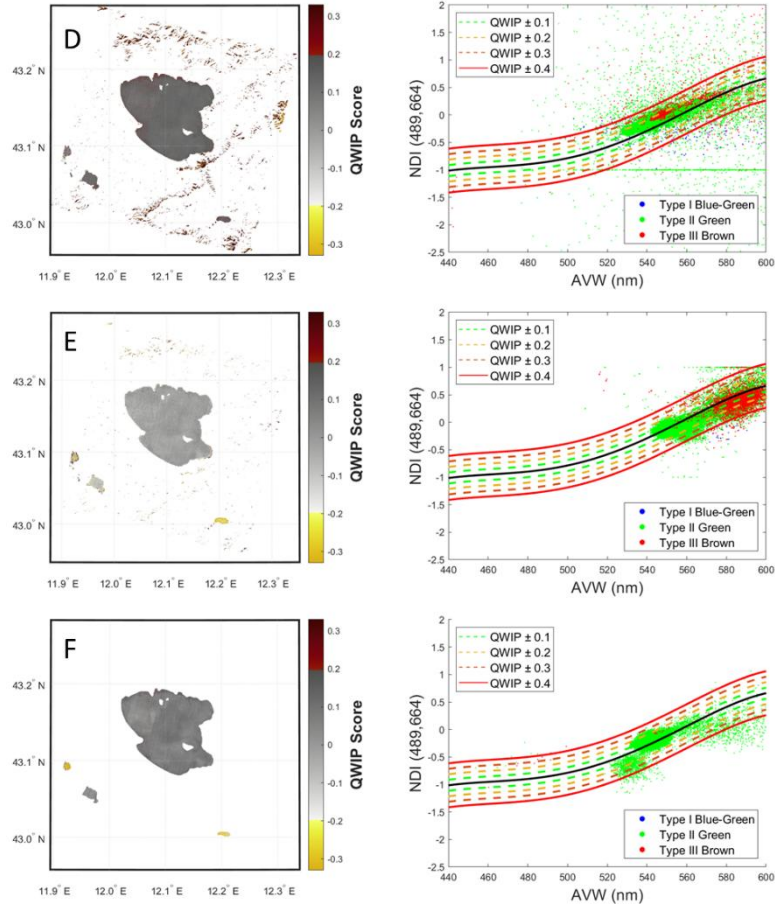 D
43.2° N
43.1° N
43.0° N
11.9° E 12.0° E 12.1° E 12.2° E 12.3° E
0.3
0.2
0.1
0
-0.1
-0.2
-0.3
QWIP Score
2
1.5
1
0.5
0
-0.5
-1
-1.5
-2
-2.5
NDI (489,664)
QWIP ± 0.1
QWIP ± 0.2
QWIP ± 0.3
QWIP ± 0.4
Type I Blue-Green
Type II Green
Type III Brown
440 460 480 500 520 540 560 580 600
AVW (nm)
E
43.2° N
43.1° N
43.0° N
11.9° E 12.0° E 12.1° E 12.2° E 12.3° E
0.3
0.2
0.1
0
-0.1
-0.2
-0.3
QWIP Score
2
1.5
1
0.5
0
-0.5
-1
-1.5
-2
-2.5
NDI (489,664)
QWIP ± 0.1
QWIP ± 0.2
QWIP ± 0.3
QWIP ± 0.4
Type I Blue-Green
Type II Green
Type III Brown
440 460 480 500 520 540 560 580 600
AVW (nm)
F
43.2° N
43.1° N
43.0° N
11.9° E 12.0° E 12.1° E 12.2° E 12.3° E
0.3
0.2
0.1
0
-0.1
-0.2
-0.3
QWIP Score
2
1.5
1
0.5
0
-0.5
-1
-1.5
-2
-2.5
NDI (489,664)
QWIP ± 0.1
QWIP ± 0.2
QWIP ± 0.3
QWIP ± 0.4
Type I Blue-Green
Type II Green
Type III Brown
440 460 480 500 520 540 560 580 600
AVW (nm)